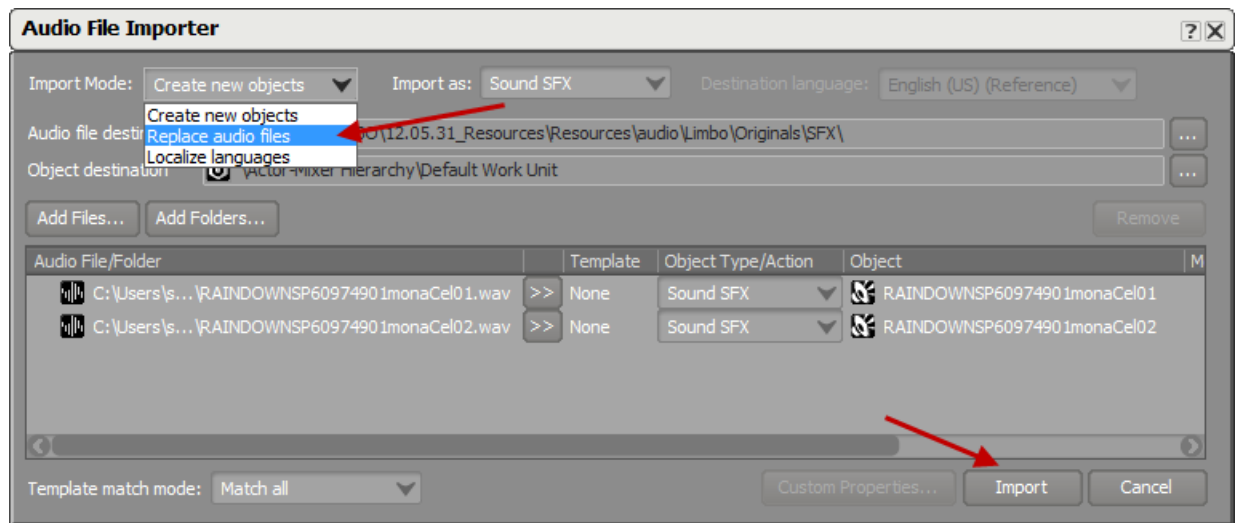 Audio File Importer
Import Mode: Create new objects Import as: Sound SFX Destination language: English (US) (Reference)
Create new objects
Replace audio files
Localize languages
Audio file destin O\12.05.31_Resources\Resources\audio\Limbo\Originals\SFX\ ...
Object destination \Actor-Mixer Hierarchy\Default Work Unit ...
Add Files... Add Folders... Remove
Audio File/Folder Template Object Type/Action Object M
C:\Users\s...\RAINDOWNSP60974901monaCel01.wav >> None Sound SFX RAINDOWNSP60974901monaCel01
C:\Users\s...\RAINDOWNSP60974901monaCel02.wav >> None Sound SFX RAINDOWNSP60974901monaCel02
Template match mode: Match all Custom Properties... Import Cancel